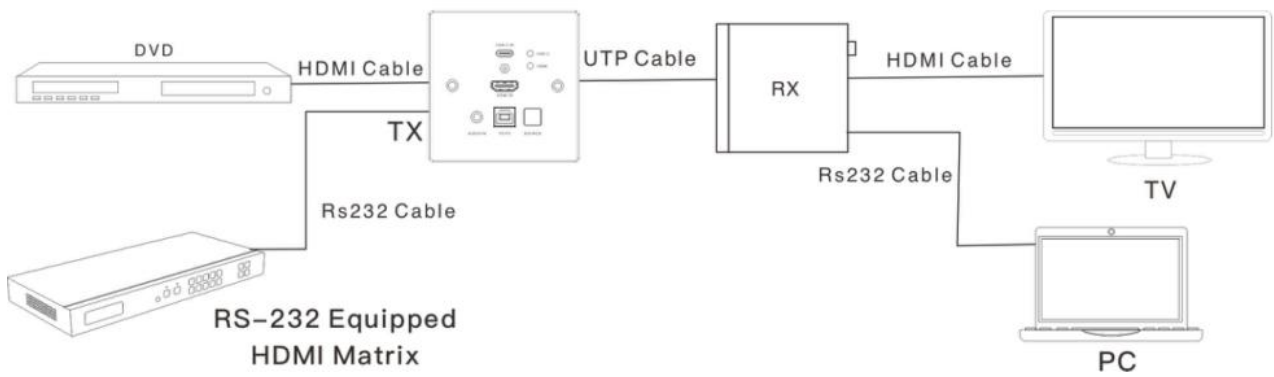 DVD
HDMI Cable
TX
UTP Cable
RX
HDMI Cable
TV
Rs232 Cable
RS-232 Equipped
HDMI Matrix
Rs232 Cable
PC